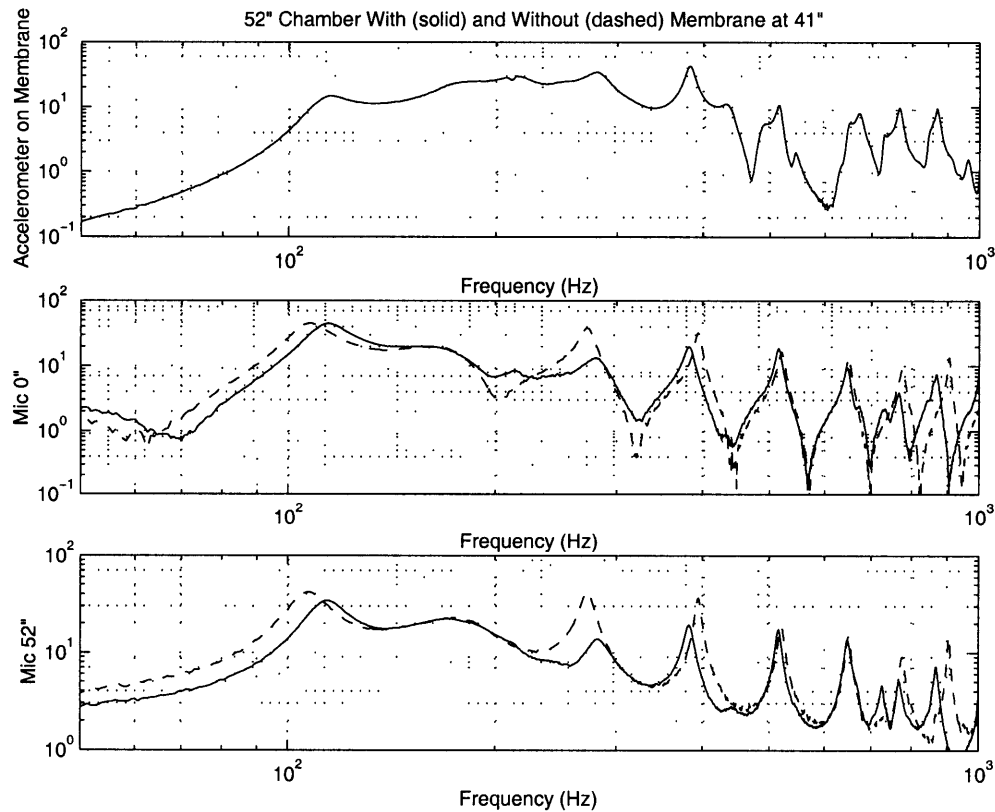 52" Chamber With (solid) and Without (dashed) Membrane at 41"
Accelerometer on Membrane
10^2
10^1
10^0
10^-1
10^2
10^3
Frequency (Hz)
Mic 0"
10^2
10^1
10^0
10^-1
10^2
10^3
Frequency (Hz)
Mic 52"
10^2
10^1
10^0
10^2
10^3
Frequency (Hz)